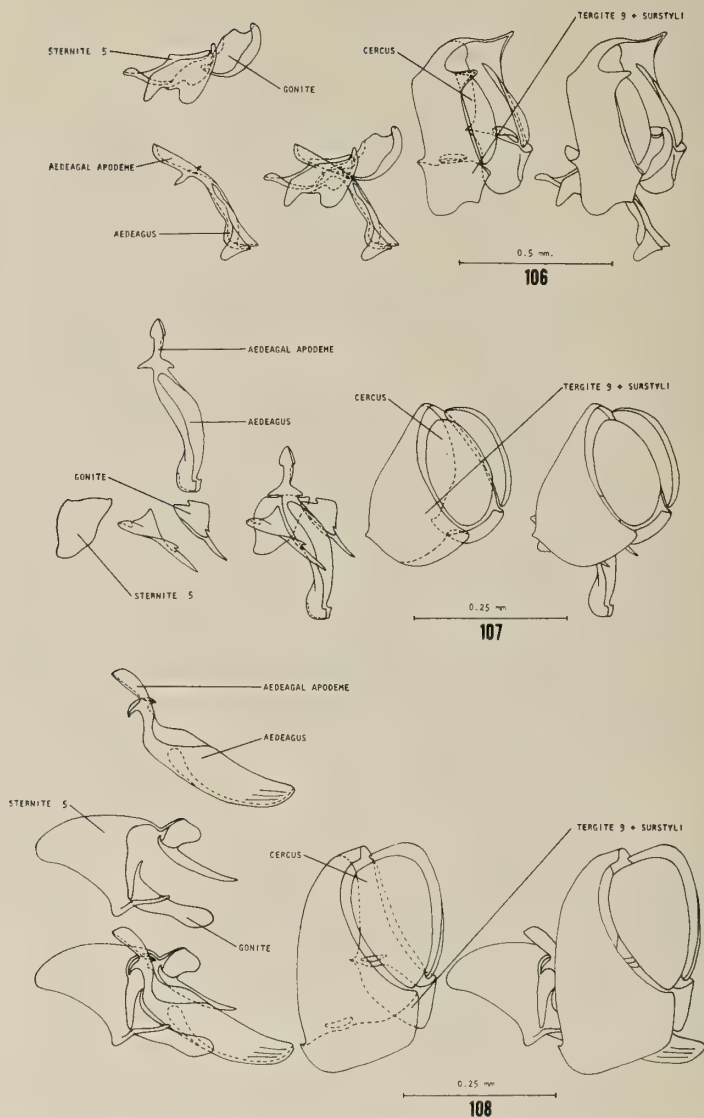 TERGITE 9 + SURSTYLI
STERNITE 5
CERCUS
GONITE
AEDEAGAL APODEME
AEDEAGUS
0.5 mm.
106
AEDEAGAL APODEME
TERGITE 9 + SURSTYLI
CERCUS
AEDEAGUS
GONITE
STERNITE 5
0.25 mm
107
AEDEAGAL APODEME
AEDEAGUS
STERNITE 5
TERGITE 9 + SURSTYLI
CERCUS
GONITE
0.25 mm
108